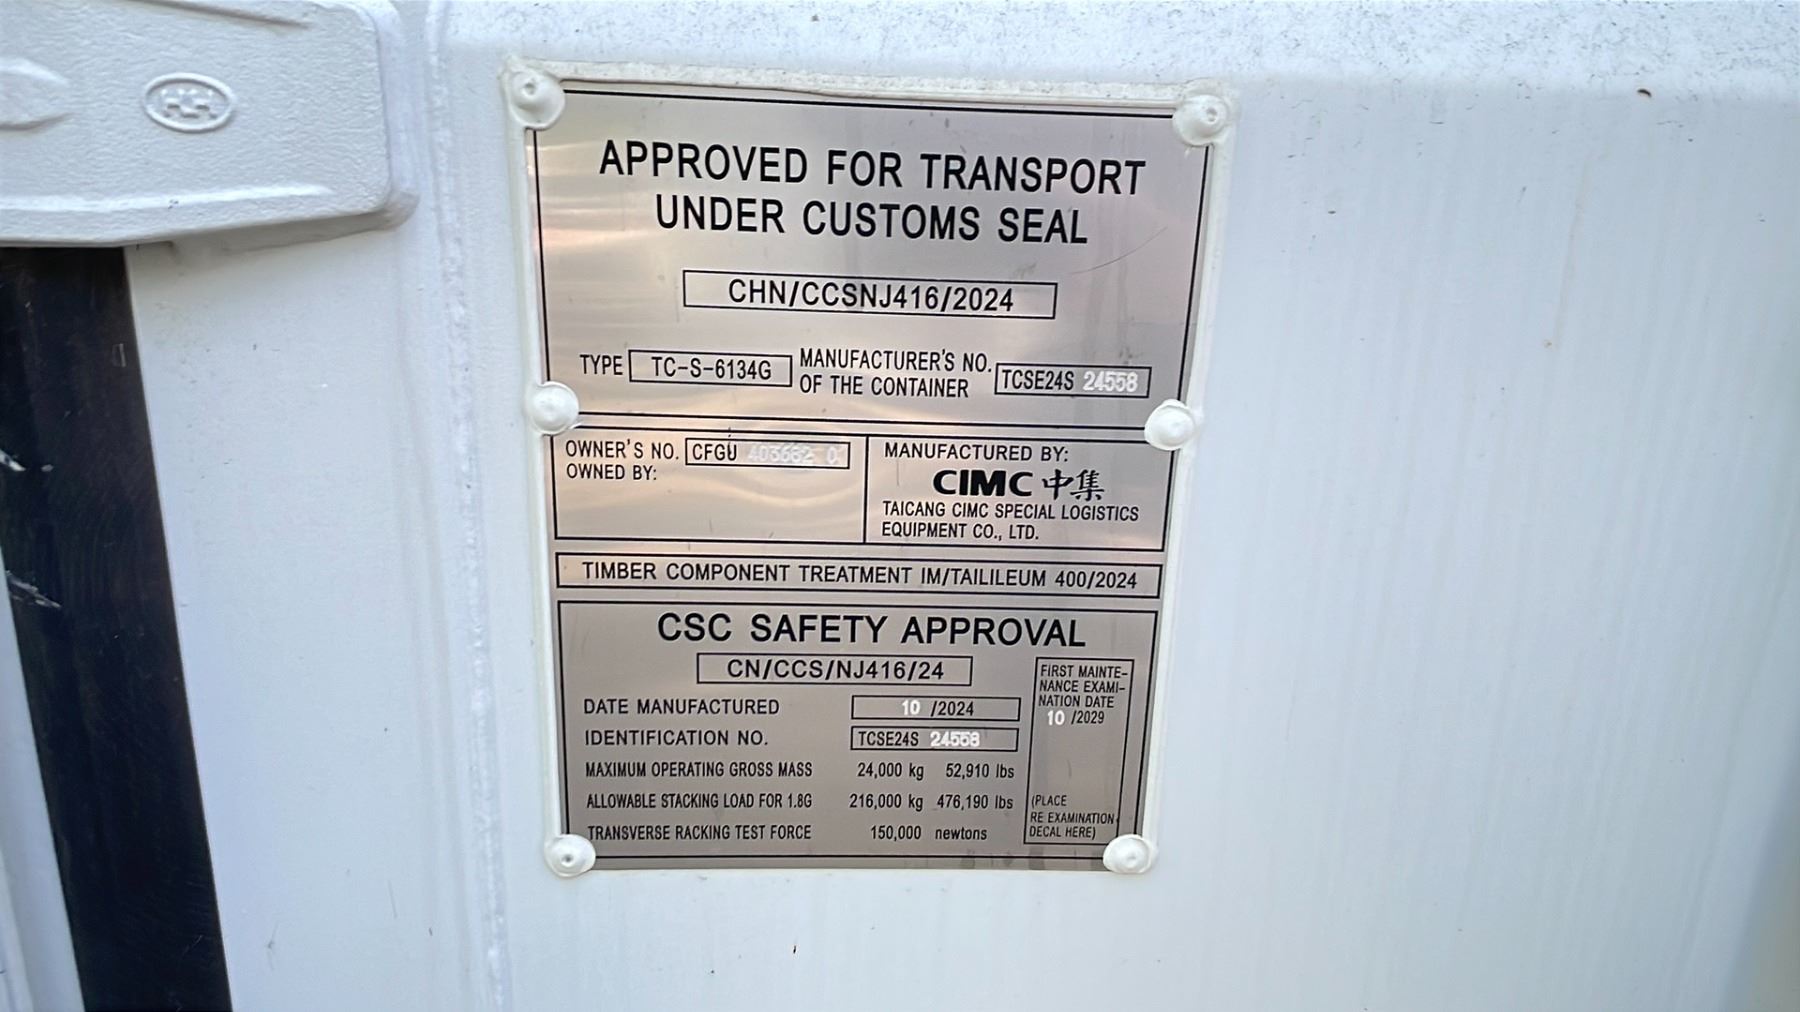 APPROVED FOR TRANSPORT
UNDER CUSTOMS SEAL
CHN/CCSNJ416/2024
TYPE TC-S-6134G MANUFACTURER'S NO. OF THE CONTAINER TCSE24S 24558
OWNER'S NO. CFGU
OWNED BY:
MANUFACTURED BY:
CIMC 中集
TAICANG CIMC SPECIAL LOGISTICS
EQUIPMENT CO., LTD.
TIMBER COMPONENT TREATMENT IM/TAILILEUM 400/2024
CSC SAFETY APPROVAL
CN/CCS/NJ416/24
DATE MANUFACTURED 10 /2024
IDENTIFICATION NO. TCSE24S 24558
MAXIMUM OPERATING GROSS MASS 24,000 kg 52,910 lbs
ALLOWABLE STACKING LOAD FOR 1.8G 216,000 kg 476,190 lbs
TRANSVERSE RACKING TEST FORCE 150,000 newtons
FIRST MAINTE-
NANCE EXAMI-
NATION DATE
10 /2029
(PLACE
RE EXAMINATION
DECAL HERE)